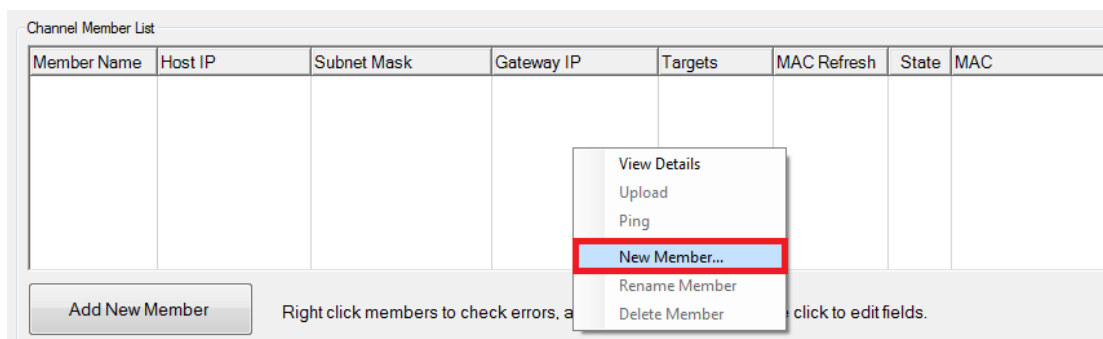 Channel Member List
Member Name Host IP Subnet Mask Gateway IP Targets MAC Refresh State MAC
View Details
Upload
Ping
New Member...
Rename Member
Delete Member
Add New Member
Right click members to check errors, a click to edit fields.